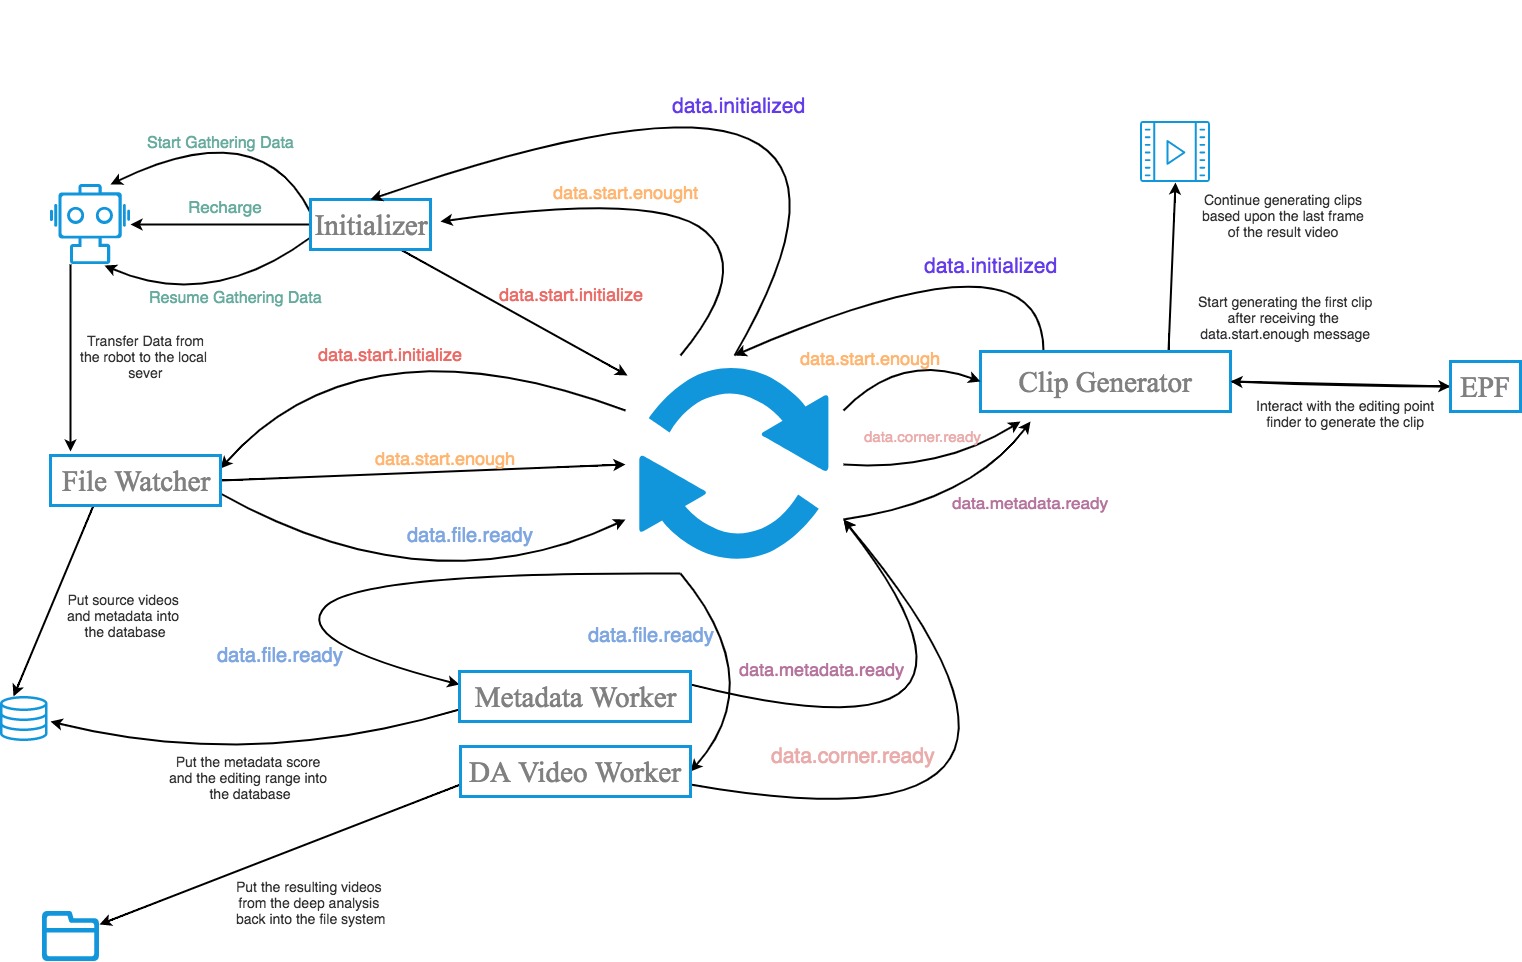 data.initialized
Start Gathering Data
data.start.enought
Recharge
Initializer
Continue generating clips
based upon the last frame
of the result video
data.initialized
data.start.initialize
Resume Gathering Data
Start generating the first clip
after receiving the
data.start.enough message
Transfer Data from
the robot to the local
sever
data.start.initialize
data.start.enough
Clip Generator
EPF
Interact with the editing point
finder to generate the clip
data.corner.ready
data.start.enough
File Watcher
data.metadata.ready
data.file.ready
Put source videos
and metadata into
the database
data.file.ready
data.file.ready
data.metadata.ready
Metadata Worker
data.corner.ready
DA Video Worker
Put the metadata score
and the editing range into
the database
Put the resulting videos
from the deep analysis
back into the file system